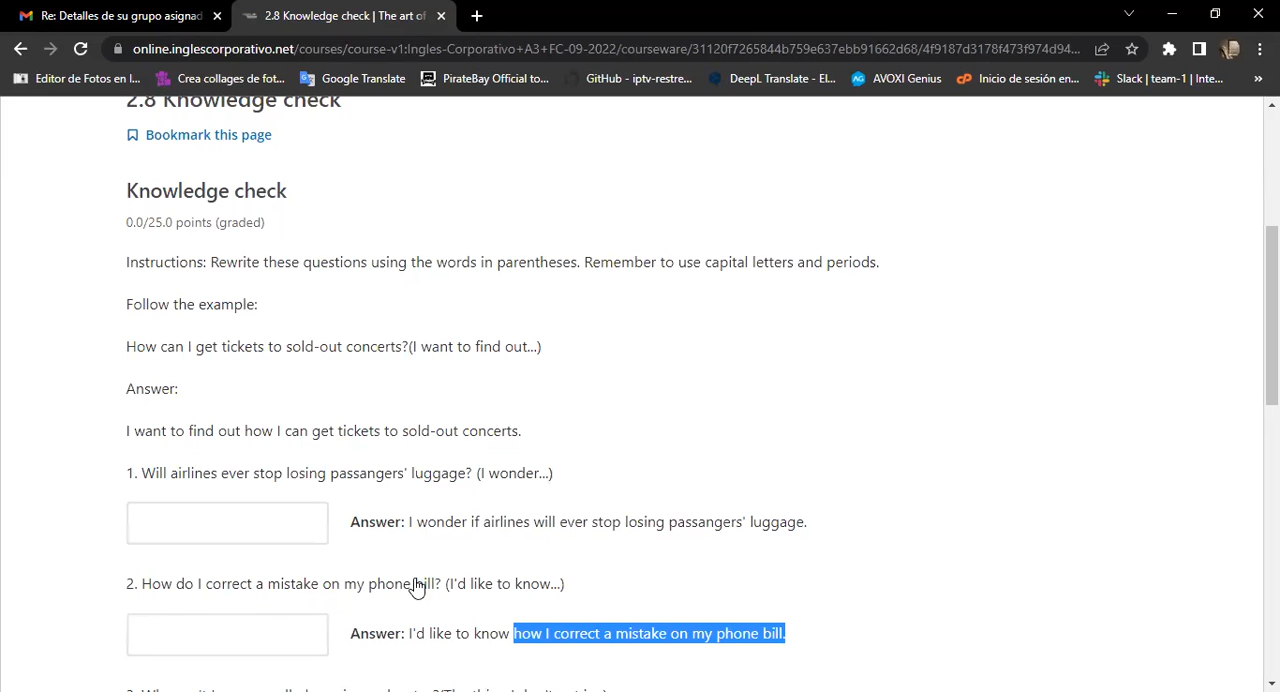 Re: Detalles de su grupo asignad
2.8 Knowledge check | The art of
online.inglescorporativo.net/courses/course-v1:Ingles-Corporativo+A3+FC-09-2022/courseware/31120f7265844b759e637ebb91662d68/4f9187d3178f473f974d94...
Editor de Fotos en l... Crea collages de fot... Google Translate PirateBay Official to... GitHub - iptv-restre... DeepL Translate - El... AVOXI Genius Inicio de sesión en... Slack | team-1 | Inte... »
2.8 Knowledge check
Bookmark this page
Knowledge check
0.0/25.0 points (graded)
Instructions: Rewrite these questions using the words in parentheses. Remember to use capital letters and periods.
Follow the example:
How can I get tickets to sold-out concerts?(I want to find out...)
Answer:
I want to find out how I can get tickets to sold-out concerts.
1. Will airlines ever stop losing passangers' luggage? (I wonder...)
Answer: I wonder if airlines will ever stop losing passangers' luggage.
2. How do I correct a mistake on my phone bill? (I'd like to know...)
Answer: I'd like to know how I correct a mistake on my phone bill.